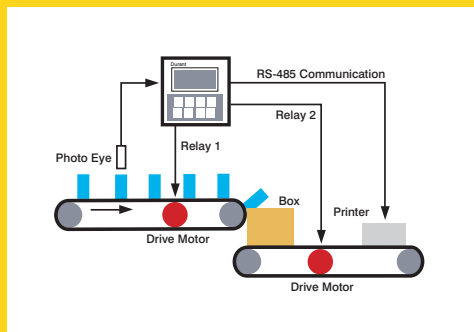 Durant
RS-485 Communication
Relay 2
Relay 1
Photo Eye
Box
Printer
Drive Motor
Drive Motor